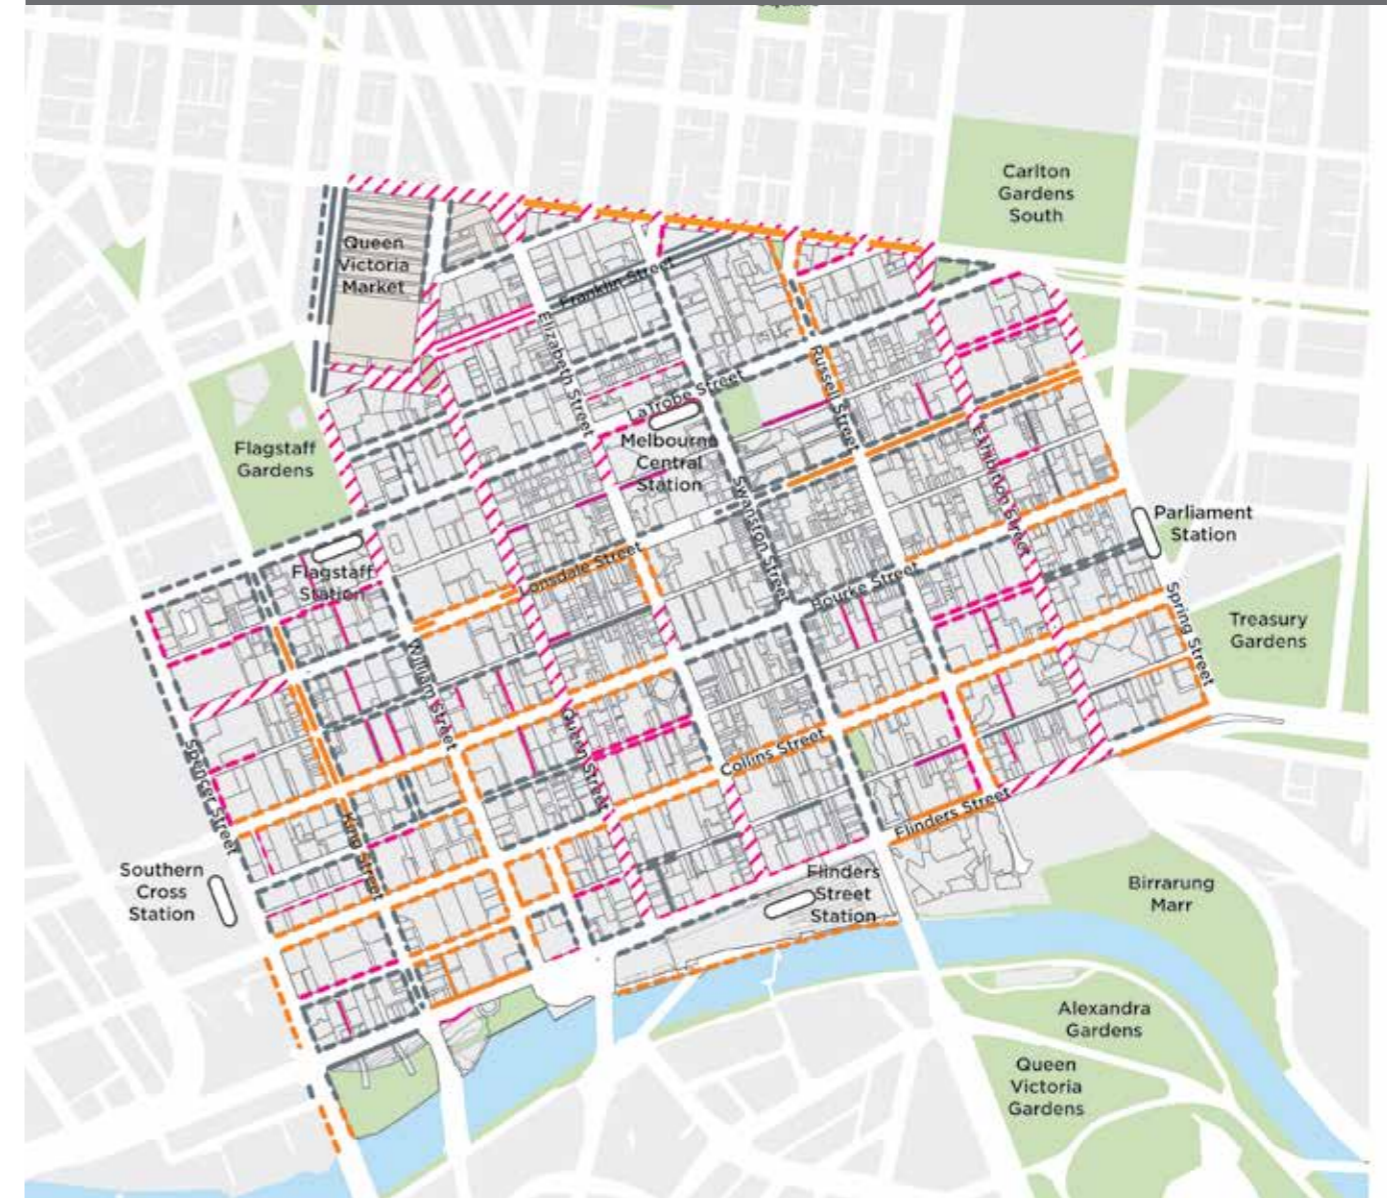 Carlton
Gardens
South
Queen
Victoria
Market
Franklin Street
Elizabeth Street
Russell Street
LaTrobe Street
Flagstaff
Gardens
Melbourne
Central
Station
Exhibition Street
Swanston Street
Parliament
Station
Flagstaff
Station
Lonsdale Street
Bourke Street
Spring Street
Treasury
Gardens
William Street
Queen Street
Spencer Street
Collins Street
King Street
Flinders Street
Southern
Cross
Station
Flinders
Street
Station
Birrarung
Marr
Alexandra
Gardens
Queen
Victoria
Gardens